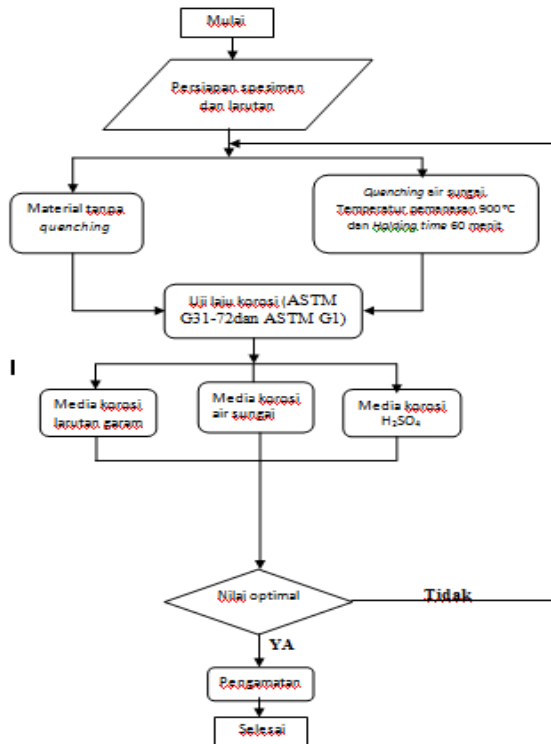 Mulai
Persiapan spesimen
dan larutan
Material tanpa
quenching
Quenching air sungai.
Temperatur pemanasan 900°C
dan Holding time 60 menit
Uji laju korosi (ASTM
G31-72dan ASTM G1)
I
Media korosi
larutan garam
Media korosi
air sungai
Media korosi
H₂SO₄
Nilai optimal
Tidak
YA
Pengamatan
Selesai